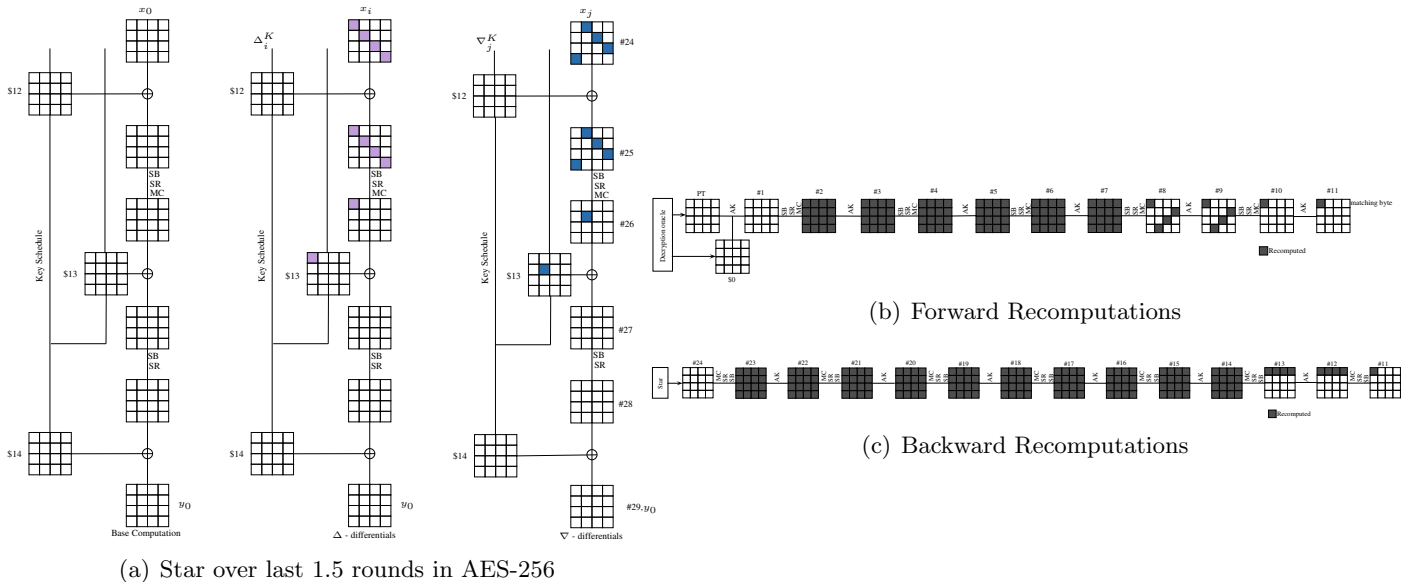 x_0
$12
Key Schedule
SB
SR
MC
$13
SB
SR
$14
y_0
Base Computation
x_i
Δ_i^K
$12
Key Schedule
SB
SR
MC
$13
SB
SR
$14
y_0
Δ - differentials
x_j
∇_j^K
#24
$12
#25
Key Schedule
SB
SR
MC
#26
$13
#27
SB
SR
#28
$14
#29,y_0
∇ - differentials
(a) Star over last 1.5 rounds in AES-256
Decryption oracle
PT
AK
$0
#1
SB
SR
MC
#2
#3
AK
SB
SR
MC
#4
#5
AK
SB
SR
MC
#6
#7
AK
SB
SR
MC
#8
#9
AK
SB
SR
MC
#10
#11
AK
matching byte
Recomputed
(b) Forward Recomputations
Star
#24
MC
SR
SB
#23
AK
#22
MC
SR
SB
#21
AK
#20
MC
SR
SB
#19
AK
#18
MC
SR
SB
#17
AK
#16
MC
SR
SB
#15
AK
#14
MC
SR
SB
#13
AK
#12
MC
SR
SB
#11
Recomputed
(c) Backward Recomputations